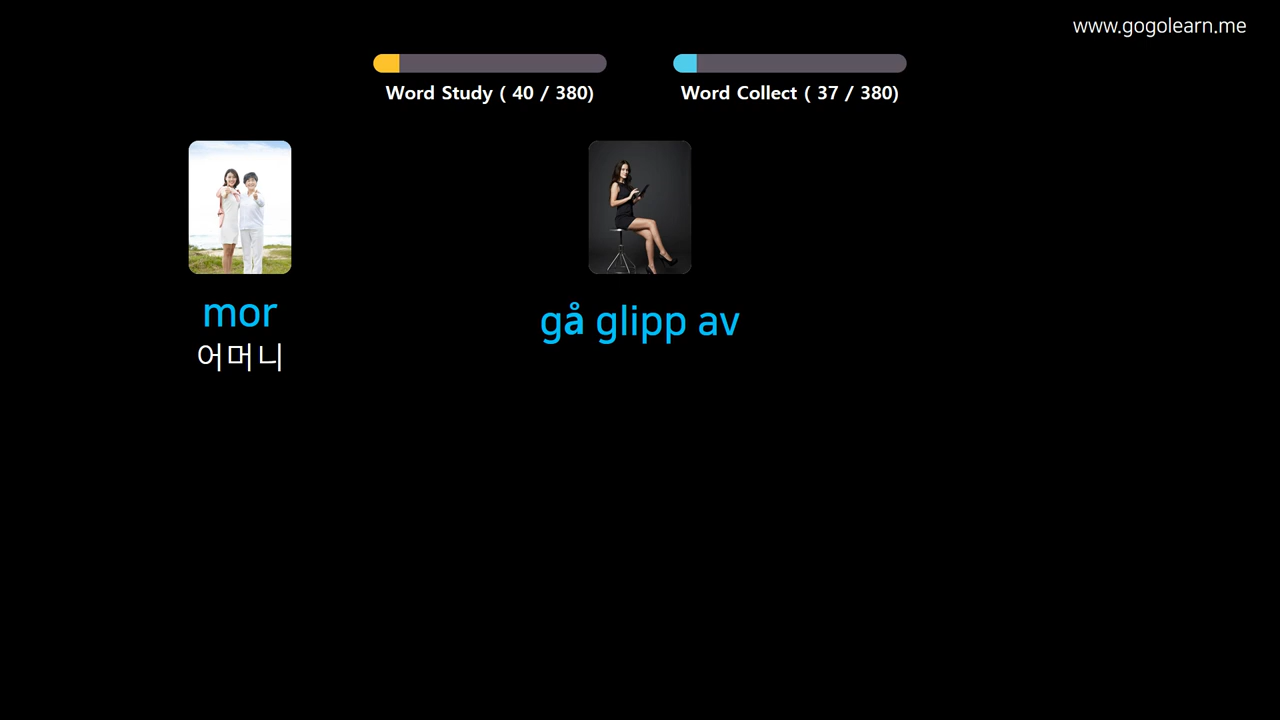 www.gogolearn.me
Word Study ( 40 / 380)
Word Collect ( 37 / 380)
mor
어머니
gå glipp av